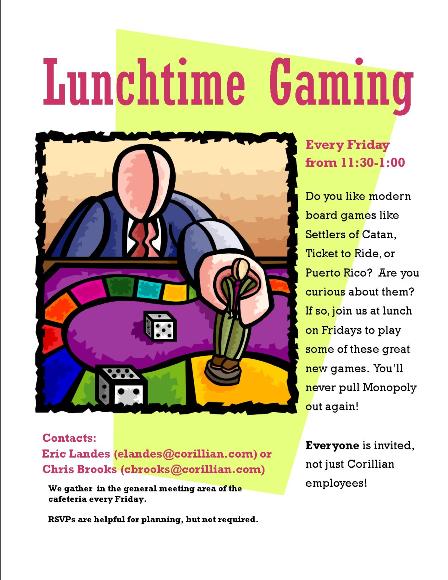 Lunchtime Gaming
Every Friday
from 11:30-1:00
Do you like modern
board games like
Settlers of Catan,
Ticket to Ride, or
Puerto Rico? Are you
curious about them?
If so, join us at lunch
on Fridays to play
some of these great
new games. You'll
never pull Monopoly
out again!
Everyone is invited,
not just Corillian
employees!
Contacts:
Eric Landes (elandes@corillian.com) or
Chris Brooks (cbrooks@corillian.com)
We gather in the general meeting area of the
cafeteria every Friday.
RSVPs are helpful for planning, but not required.